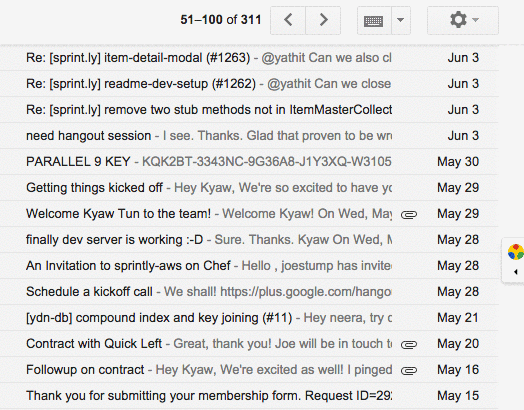 51–100 of 311
Re: [sprint.ly] item-detail-modal (#1263) - @yathit Can we also cl Jun 3
Re: [sprint.ly] readme-dev-setup (#1262) - @yathit Can we close Jun 3
Re: [sprint.ly] remove two stub methods not in ItemMasterCollect Jun 3
need hangout session - I see. Thanks. Glad that proven to be wro Jun 3
PARALLEL 9 KEY - KQK2BT-3343NC-9G36A8-J1Y3XQ-W3105 May 30
Getting things kicked off - Hey Kyaw, We're so excited to have yo May 29
Welcome Kyaw Tun to the team! - Welcome Kyaw! On Wed, May May 29
finally dev server is working :-D - Sure. Thanks. Kyaw On Wed, M May 28
An Invitation to sprintly-aws on Chef - Hello , joestump has invite May 28
Schedule a kickoff call - We shall! https://plus.google.com/hango May 28
[ydn-db] compound index and key joining (#11) - Hey neera, try c May 21
Contract with Quick Left - Great, thank you! Joe will be in touch to May 20
Followup on contract - Hey Kyaw, We're excited as well! I pinged May 16
Thank you for submitting your membership form. Request ID=292 May 15